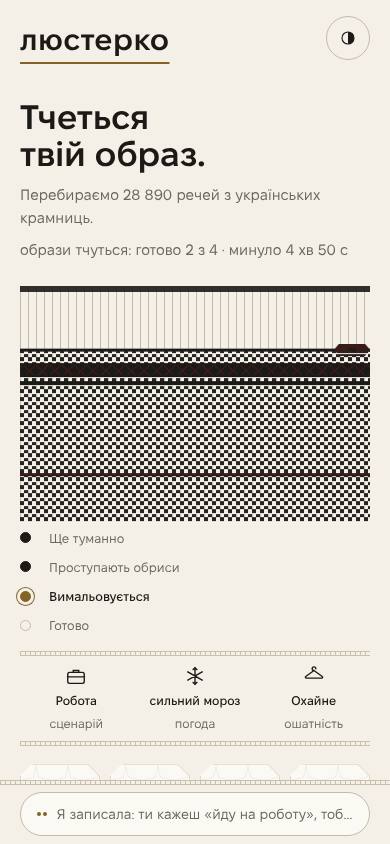 люстерко
Тчеться
твій образ.
Перебираємо 28 890 речей з українських
крамниць.
образи тчуться: готово 2 з 4 · минуло 4 хв 50 с
Ще туманно
Проступають обриси
Вимальовується
Готово
Робота сильний мороз Охайне
сценарій погода ошатність
Я записала: ти кажеш «йду на роботу», тоб…